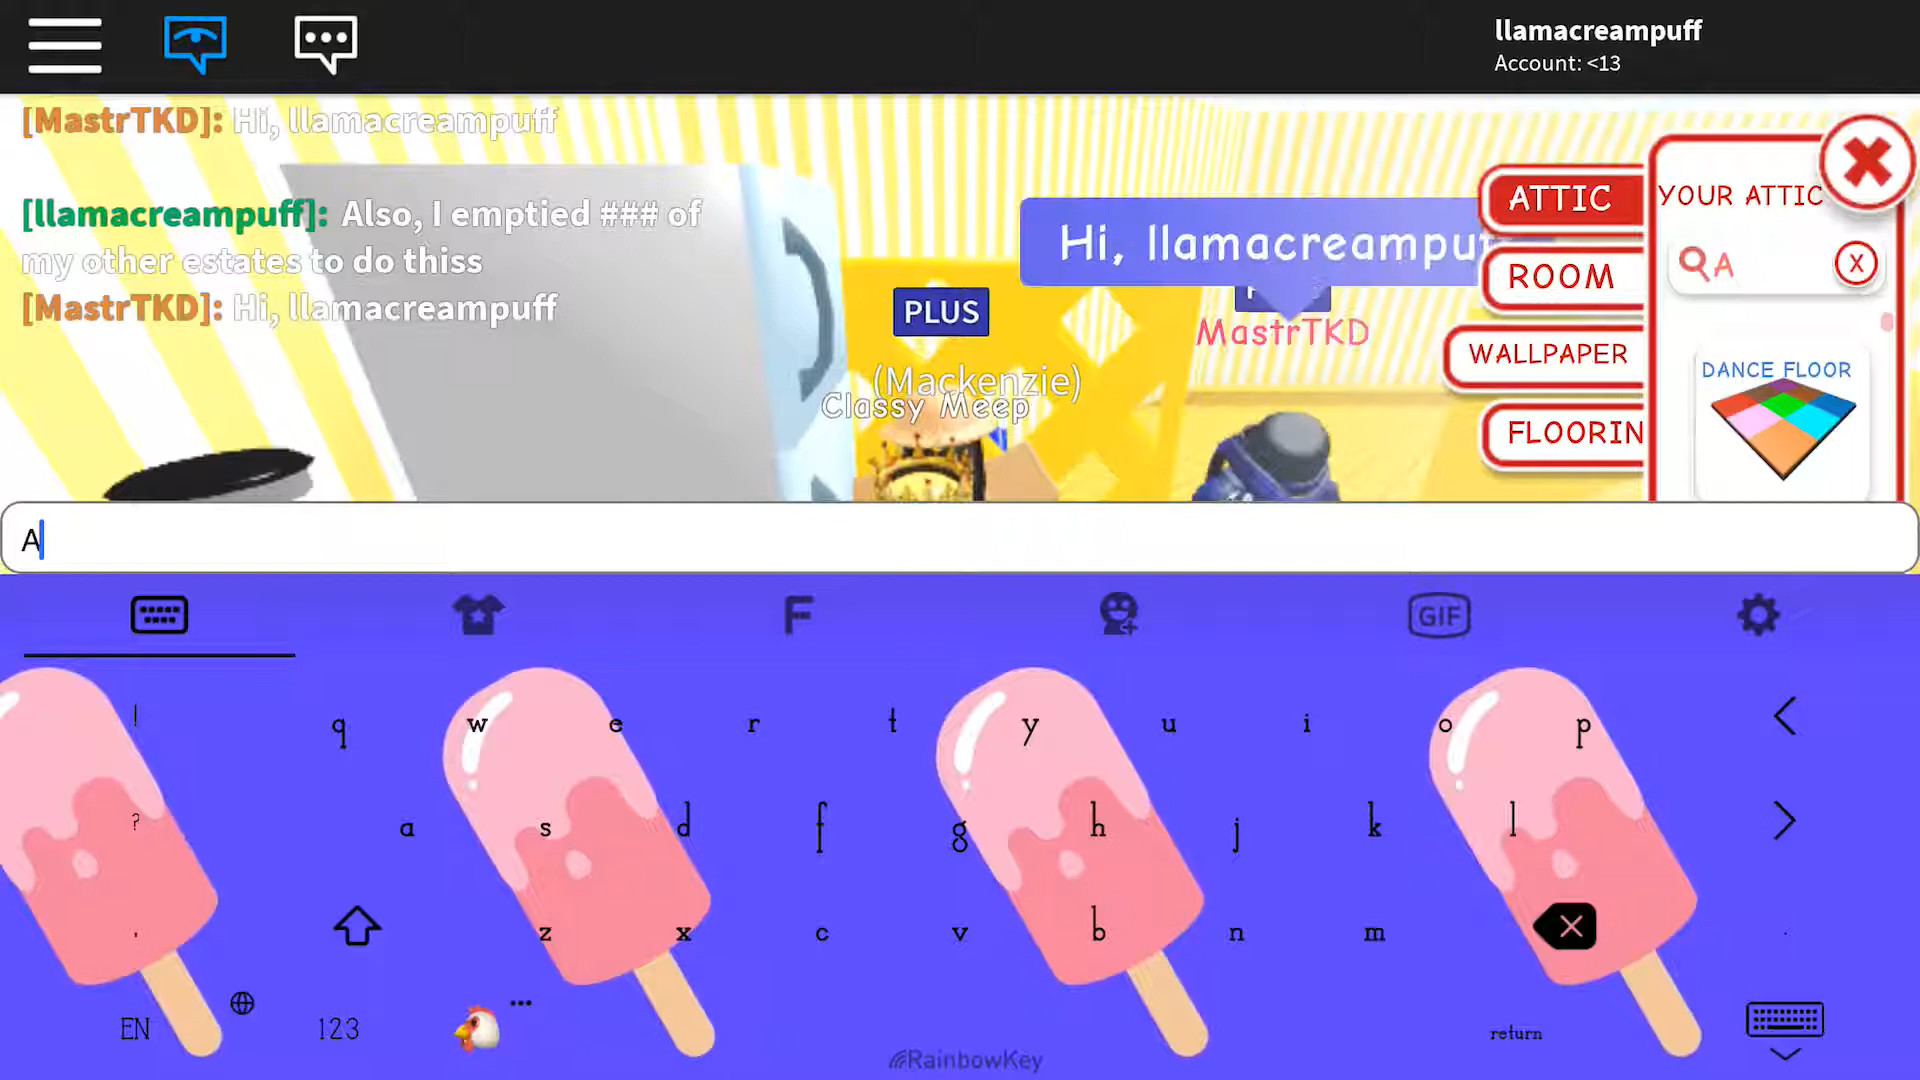 llamacreampuff
Account: <13
[MastrTKD]: Hi, llamacreampuff
[llamacreampuff]: Also, I emptied ### of
my other estates to do thiss
[MastrTKD]: Hi, llamacreampuff
Hi, llamacreampuf
PLUS
MastrTKD
(Mackenzie)
Classy Meep
ATTIC
ROOM
WALLPAPER
FLOORIN
YOUR ATTIC
A
X
DANCE FLOOR
A
F
GIF
! q w e r t y u i o p <
? a s d f g h j k l >
' z x c v b n m .
EN 123 return
RainbowKey